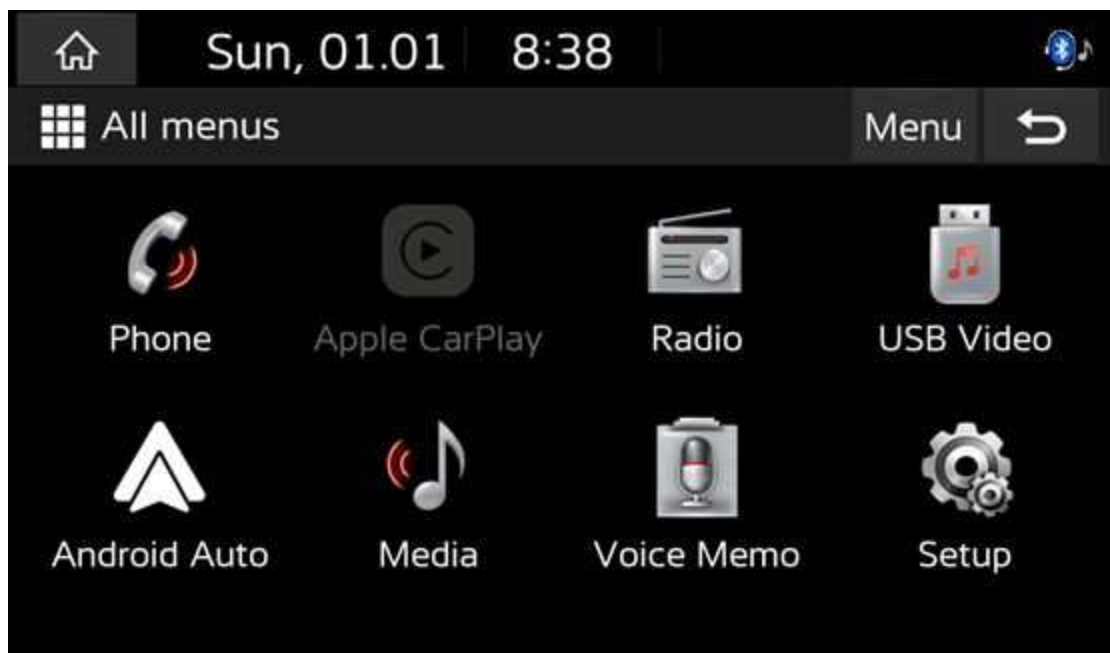 Sun, 01.01 8:38
All menus Menu
Phone Apple CarPlay Radio USB Video
Android Auto Media Voice Memo Setup